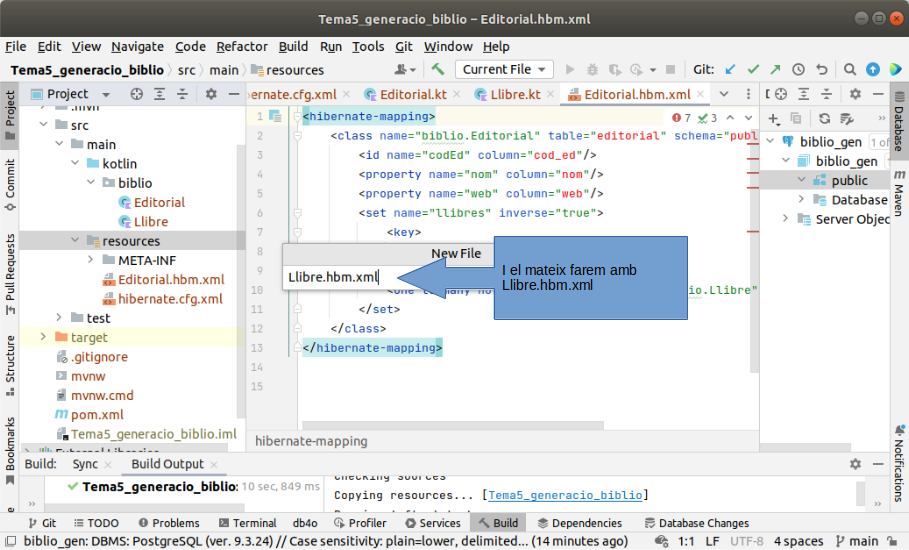 Tema5_generacio_biblio – Editorial.hbm.xml
File Edit View Navigate Code Refactor Build Run Tools Git Window Help
Tema5_generacio_biblio src main resources Current File Git:
Project
bernate.cfg.xml Editorial.kt Llibre.kt Editorial.hbm.xml
.mvn
src
main
kotlin
biblio
Editorial
Llibre
resources
META-INF
Editorial.hbm.xml
hibernate.cfg.xml
test
target
.gitignore
mvnw
mvnw.cmd
pom.xml
Tema5_generacio_biblio.iml
External Libraries
1 <hibernate-mapping>
7 3
2 <class name="biblio.Editorial" table="editorial" schema="publ
3 <id name="codEd" column="cod_ed"/>
4 <property name="nom" column="nom"/>
5 <property name="web" column="web"/>
6 <set name="llibres" inverse="true">
7 <key>
8
New File
Llibre.hbm.xml
I el mateix farem amb
Llibre.hbm.xml
10
11 </set>
12 </class>
13 </hibernate-mapping>
14
15
hibernate-mapping
biblio_gen 1 of
biblio_gen
public
Database
Server Objec
Project
Commit
Pull Requests
Structure
Bookmarks
Database
Maven
Notifications
Build: Sync Build Output
Tema5_generacio_biblio: 10 sec, 849 ms
Checking sources
Copying resources... [Tema5_generacio_biblio]
Git TODO Problems Terminal db4o Profiler Services Build Dependencies Database Changes
biblio_gen: DBMS: PostgreSQL (ver. 9.3.24) // Case sensitivity: plain=lower, delimited... (14 minutes ago) 1:1 LF UTF-8 4 spaces main